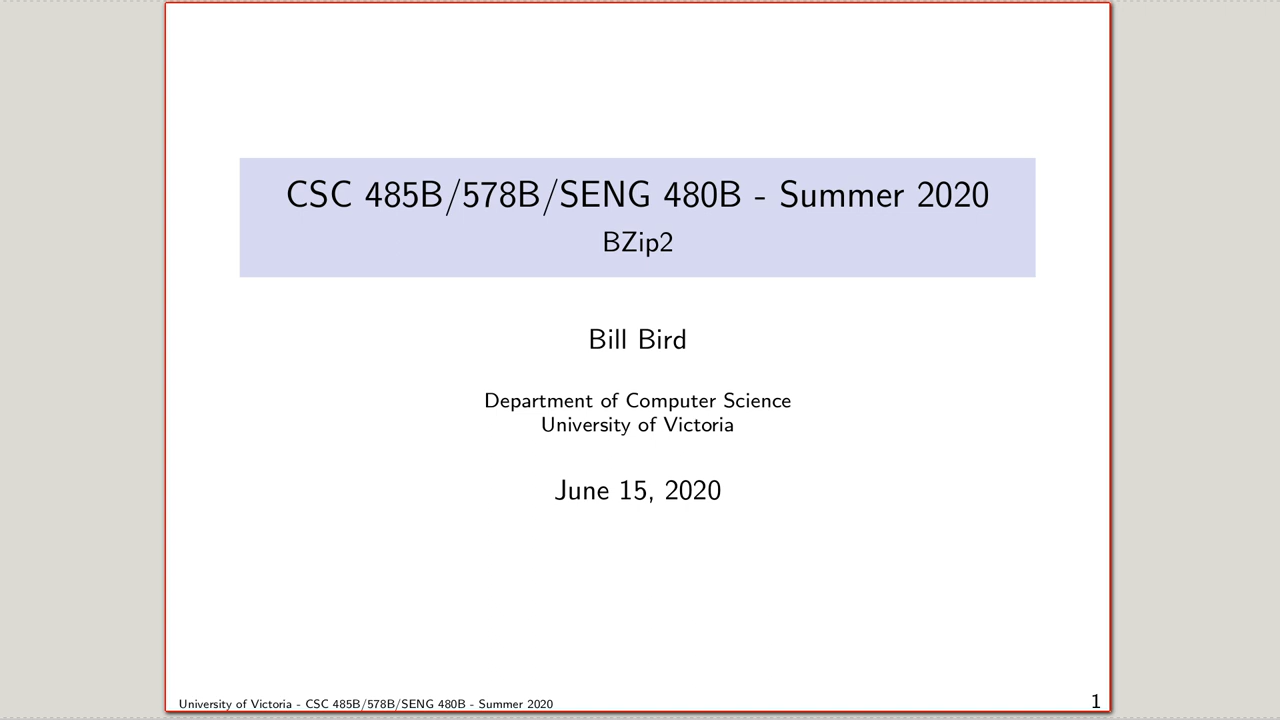 CSC 485B/578B/SENG 480B - Summer 2020
BZip2
Bill Bird
Department of Computer Science
University of Victoria
June 15, 2020
University of Victoria - CSC 485B/578B/SENG 480B - Summer 2020
1